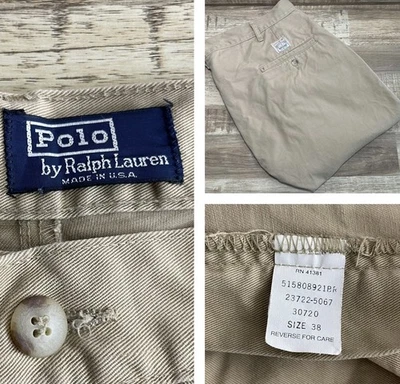 Polo
by Ralph Lauren
MADE IN U.S.A.
RN 41381
515808921RR
23722-5067
30720
SIZE 38
REVERSE FOR CARE